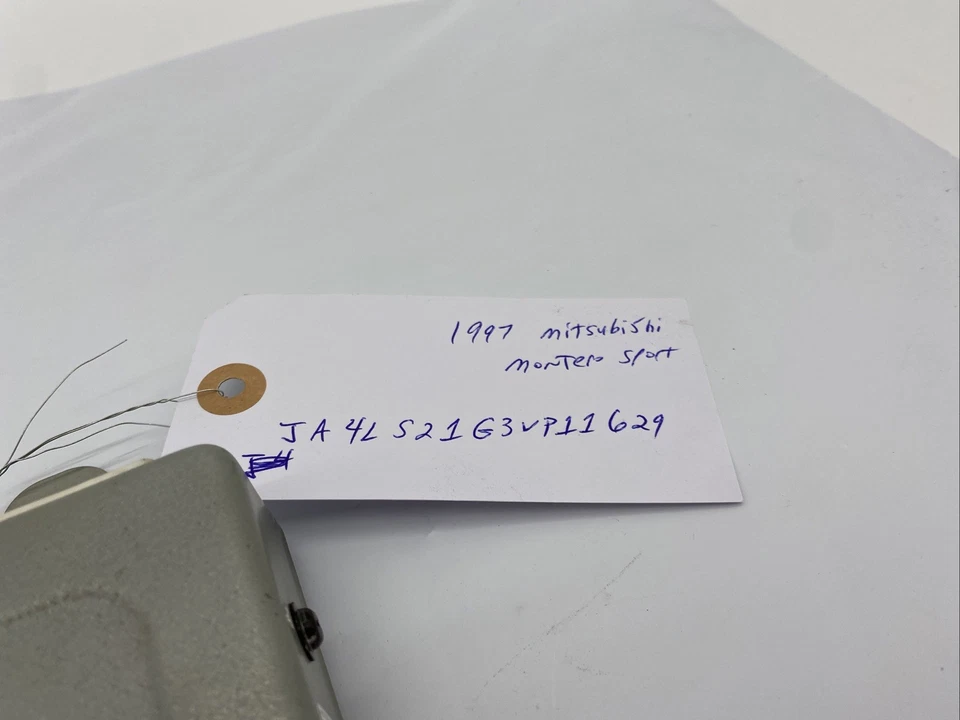 1997 mitsubishi
montero sport
JA4LS21G3VP11629